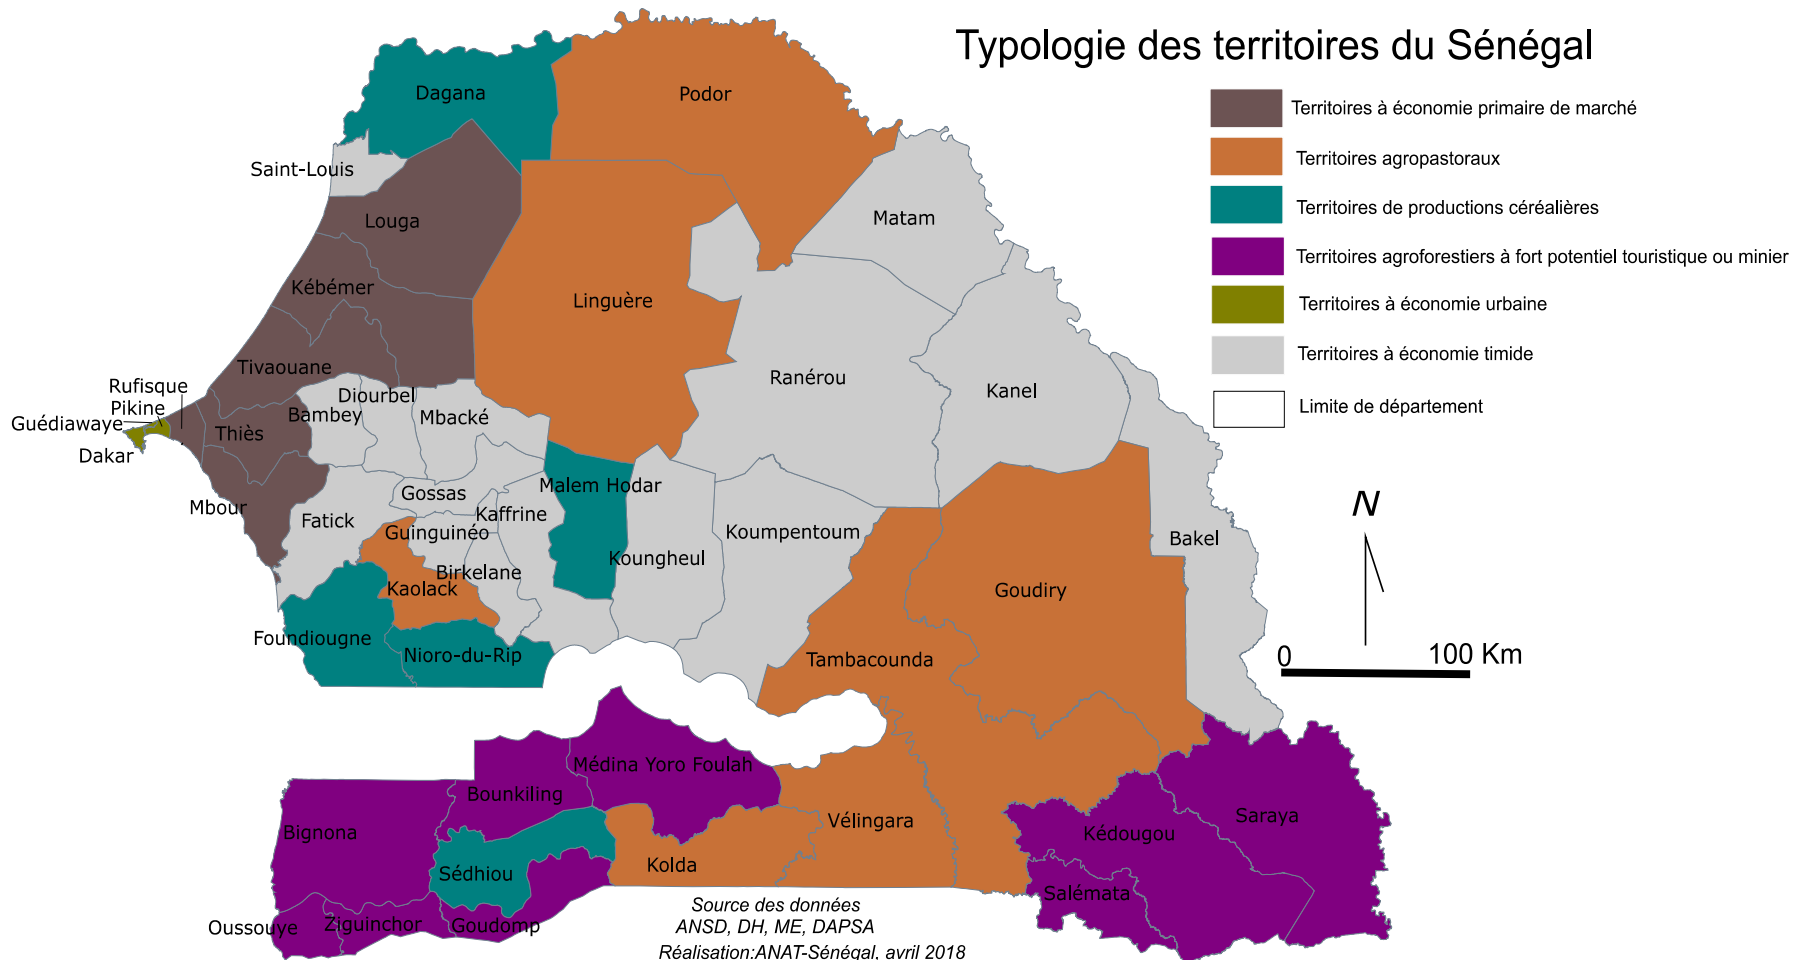 Typologie des territoires du Sénégal
Territoires à économie primaire de marché
Territoires agropastoraux
Territoires de productions céréalières
Territoires agroforestiers à fort potentiel touristique ou minier
Territoires à économie urbaine
Territoires à économie timide
Limite de département
Dagana
Podor
Saint-Louis
Louga
Matam
Kébémer
Linguère
Tivaouane
Ranérou
Kanel
Rufisque
Pikine
Guédiawaye
Dakar
Diourbel
Bambey
Mbacké
Thiès
Mbour
Gossas
Malem Hodar
Fatick
Kaffrine
Guinguinéo
Koumpentoum
Koungheul
Birkelane
Kaolack
Bakel
Goudiry
Foundiougne
Nioro-du-Rip
Tambacounda
N
0
100 Km
Médina Yoro Foulah
Bounkiling
Bignona
Vélingara
Kédougou
Saraya
Sédhiou
Kolda
Salémata
Oussouye
Ziguinchor
Goudomp
Source des données
ANSD, DH, ME, DAPSA
Réalisation:ANAT-Sénégal, avril 2018